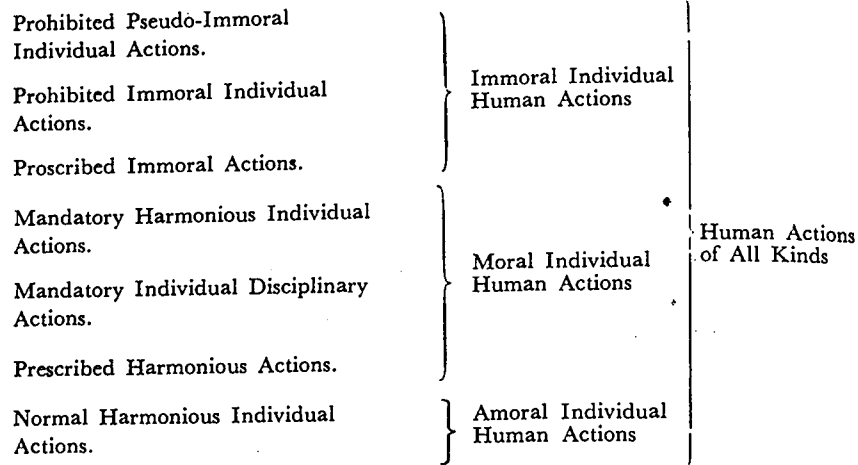 Prohibited Pseudo-Immoral
Individual Actions.
Prohibited Immoral Individual
Actions.
Proscribed Immoral Actions.
Immoral Individual
Human Actions
Mandatory Harmonious Individual
Actions.
Mandatory Individual Disciplinary
Actions.
Prescribed Harmonious Actions.
Moral Individual
Human Actions
Normal Harmonious Individual
Actions.
Amoral Individual
Human Actions
Human Actions
of All Kinds